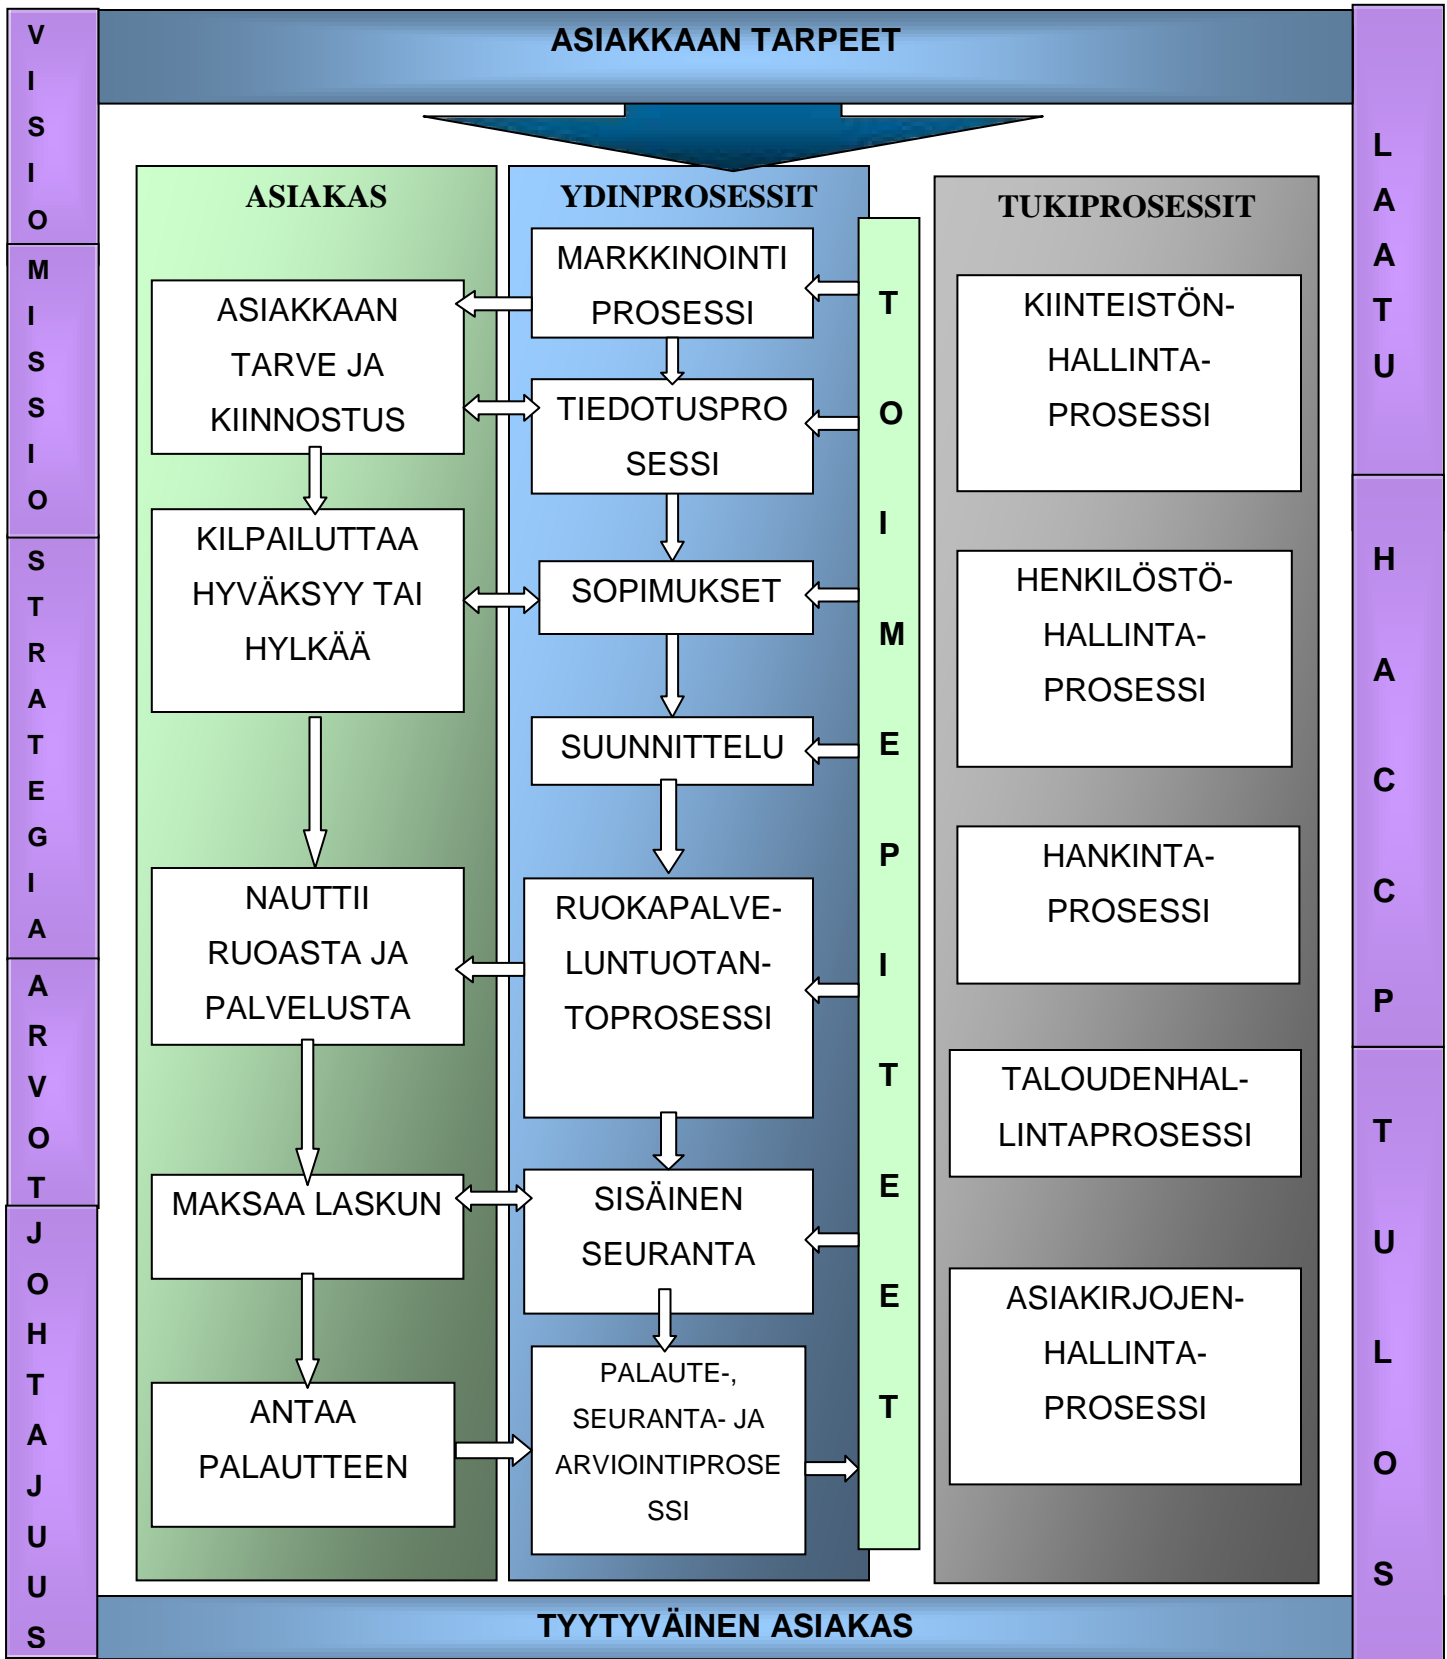 ASIAKKAAN TARPEET
VISIO
MISSIO
STRATEGIA
ARVOT
JOHTAJUUS
ASIAKAS
ASIAKKAAN
TARVE JA
KIINNOSTUS
KILPAILUTTAA
HYVÄKSYY TAI
HYLKÄÄ
NAUTTII
RUOASTA JA
PALVELUSTA
MAKSAA LASKUN
ANTAA
PALAUTTEEN
YDINPROSESSIT
MARKKINOINTI
PROSESSI
TIEDOTUSPRO
SESSI
SOPIMUKSET
SUUNNITTELU
RUOKAPALVE-
LUNTUOTAN-
TOPROSESSI
SISÄINEN
SEURANTA
PALAUTE-,
SEURANTA- JA
ARVIOINTIPROSE
SSI
TOIMEPITEET
TUKIPROSESSIT
KIINTEISTÖN-
HALLINTA-
PROSESSI
HENKILÖSTÖ-
HALLINTA-
PROSESSI
HANKINTA-
PROSESSI
TALOUDENHAL-
LINTAPROSESSI
ASIAKIRJOJEN-
HALLINTA-
PROSESSI
LAATU
HACCP
TULOS
TYYTYVÄINEN ASIAKAS